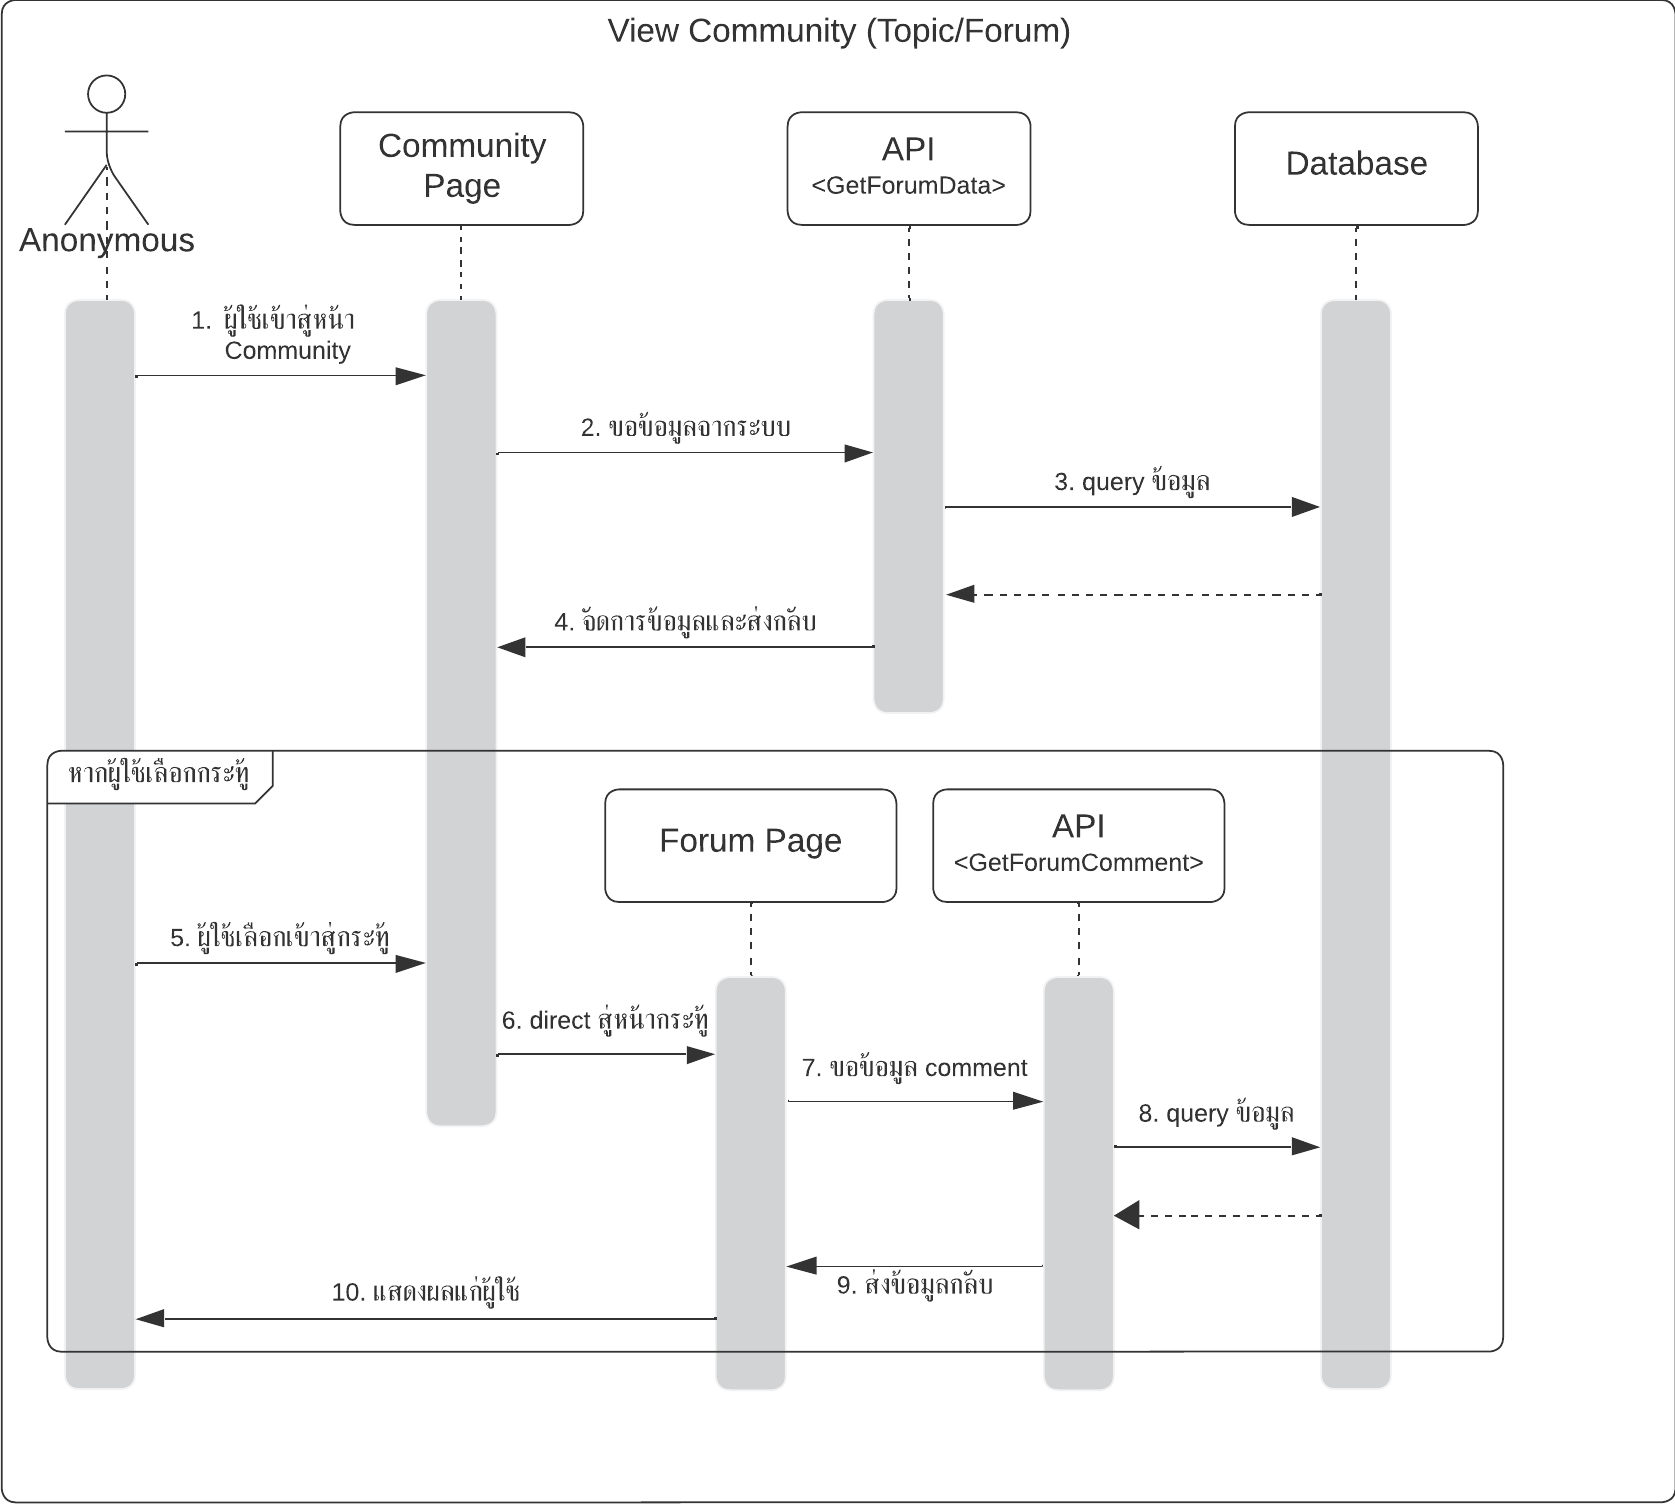 View Community (Topic/Forum)
Anonymous
Community
Page
API
<GetForumData>
Database
1. ผู้ใช้เข้าสู่หน้า
Community
2. ขอข้อมูลจากระบบ
3. query ข้อมูล
4. จัดการข้อมูลและส่งกลับ
หากผู้ใช้เลือกกระทู้
Forum Page
API
<GetForumComment>
5. ผู้ใช้เลือกเข้าสู่กระทู้
6. direct สู่หน้ากระทู้
7. ขอข้อมูล comment
8. query ข้อมูล
9. ส่งข้อมูลกลับ
10. แสดงผลแก่ผู้ใช้